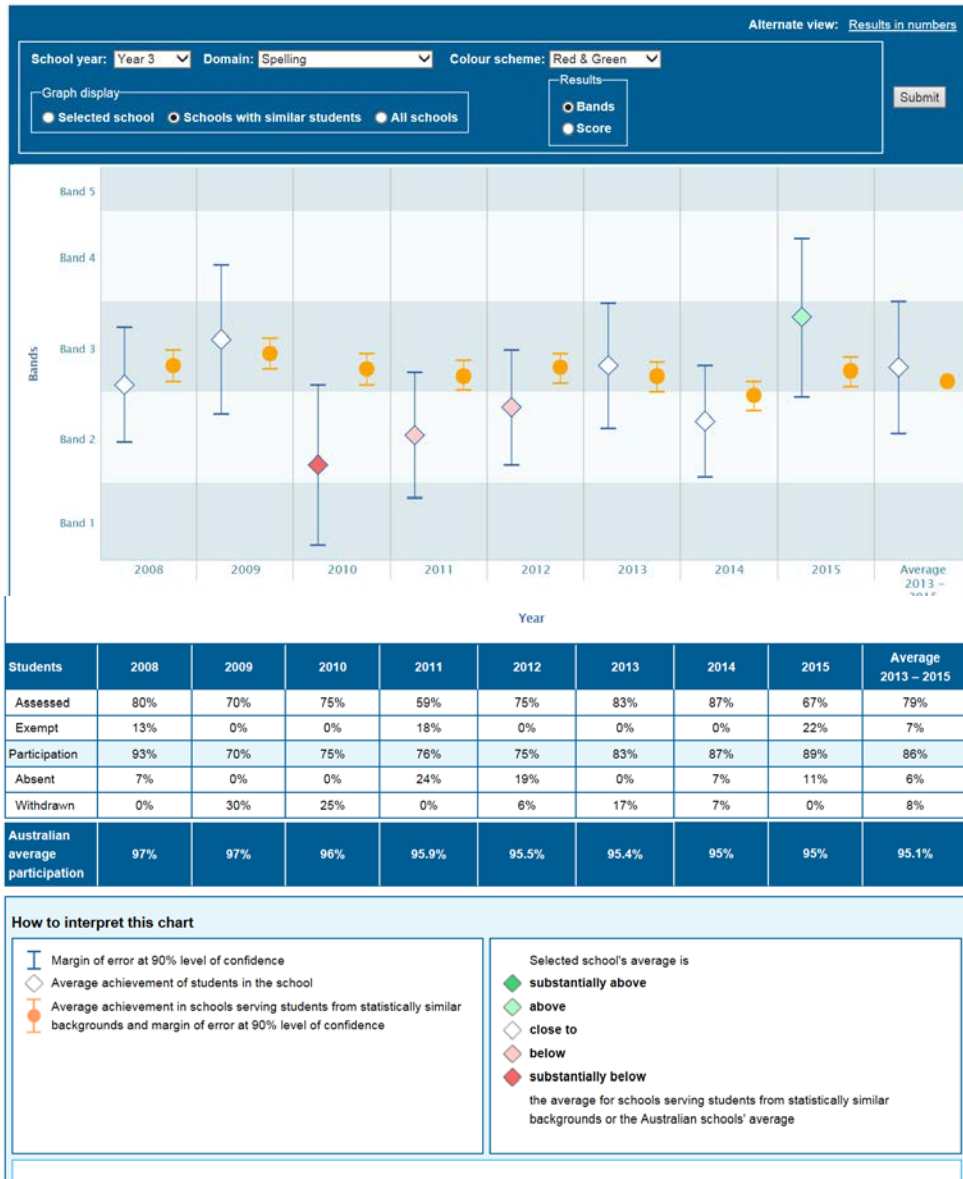 Alternate view: Results in numbers
School year: Year 3 Domain: Spelling Colour scheme: Red & Green
Graph display
Selected school Schools with similar students All schools
Results
Bands
Score
Submit
Band 5
Band 4
Band 3
Band 2
Band 1
Bands
2008 2009 2010 2011 2012 2013 2014 2015 Average
2013 –
2015
Year
Students 2008 2009 2010 2011 2012 2013 2014 2015 Average 2013 – 2015
Assessed 80% 70% 75% 59% 75% 83% 87% 67% 79%
Exempt 13% 0% 0% 18% 0% 0% 0% 22% 7%
Participation 93% 70% 75% 76% 75% 83% 87% 89% 86%
Absent 7% 0% 0% 24% 19% 0% 7% 11% 6%
Withdrawn 0% 30% 25% 0% 6% 17% 7% 0% 8%
Australian average participation 97% 97% 96% 95.9% 95.5% 95.4% 95% 95% 95.1%
How to interpret this chart
Margin of error at 90% level of confidence
Average achievement of students in the school
Average achievement in schools serving students from statistically similar
backgrounds and margin of error at 90% level of confidence
Selected school's average is
substantially above
above
close to
below
substantially below
the average for schools serving students from statistically similar
backgrounds or the Australian schools' average